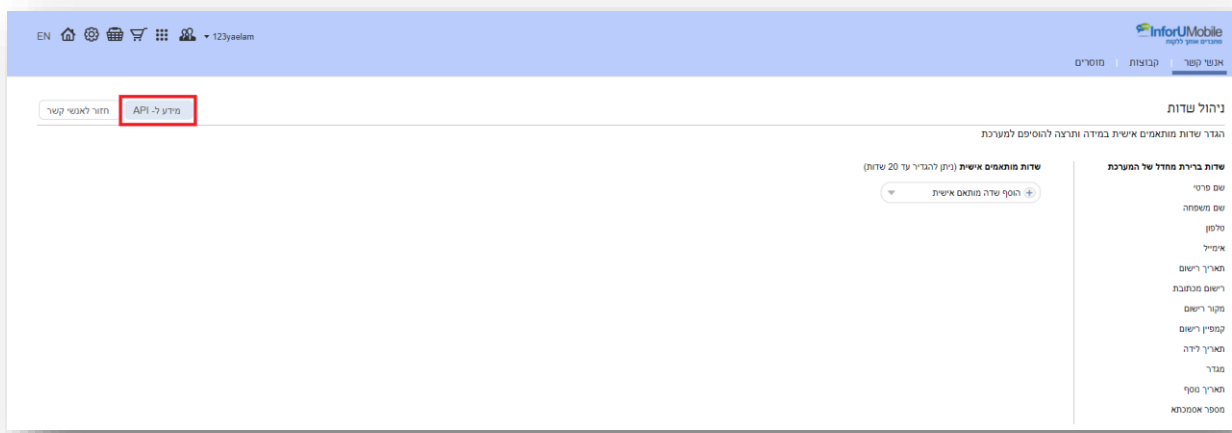 InforUMobile
מחברים אותך ללקוח
EN
123yaelam
אנשי קשר | קבוצות | מוסרים
ניהול שדות
מידע ל- API
חזור לאנשי קשר
הגדר שדות מותאמים אישית במידה ותרצה להוסיפם למערכת
שדות ברירת מחדל של המערכת
שם פרטי
שם משפחה
טלפון
אימייל
תאריך רישום
רישום מכתובת
מקור רישום
קמפיין רישום
תאריך לידה
מגדר
תאריך נוסף
מספר אסמכתא
שדות מותאמים אישית (ניתן להגדיר עד 20 שדות)
הוסף שדה מותאם אישית